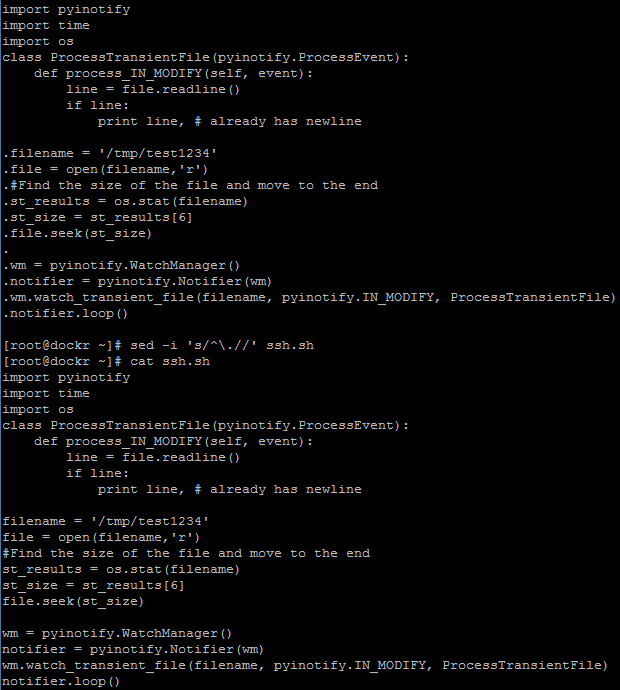 import pyinotify
import time
import os
class ProcessTransientFile(pyinotify.ProcessEvent):
    def process_IN_MODIFY(self, event):
        line = file.readline()
        if line:
            print line, # already has newline

.filename = '/tmp/test1234'
.file = open(filename,'r')
.#Find the size of the file and move to the end
.st_results = os.stat(filename)
.st_size = st_results[6]
.file.seek(st_size)
.
.wm = pyinotify.WatchManager()
.notifier = pyinotify.Notifier(wm)
.wm.watch_transient_file(filename, pyinotify.IN_MODIFY, ProcessTransientFile)
.notifier.loop()

[root@dockr ~]# sed -i 's/^\.//' ssh.sh
[root@dockr ~]# cat ssh.sh
import pyinotify
import time
import os
class ProcessTransientFile(pyinotify.ProcessEvent):
    def process_IN_MODIFY(self, event):
        line = file.readline()
        if line:
            print line, # already has newline

filename = '/tmp/test1234'
file = open(filename,'r')
#Find the size of the file and move to the end
st_results = os.stat(filename)
st_size = st_results[6]
file.seek(st_size)

wm = pyinotify.WatchManager()
notifier = pyinotify.Notifier(wm)
wm.watch_transient_file(filename, pyinotify.IN_MODIFY, ProcessTransientFile)
notifier.loop()